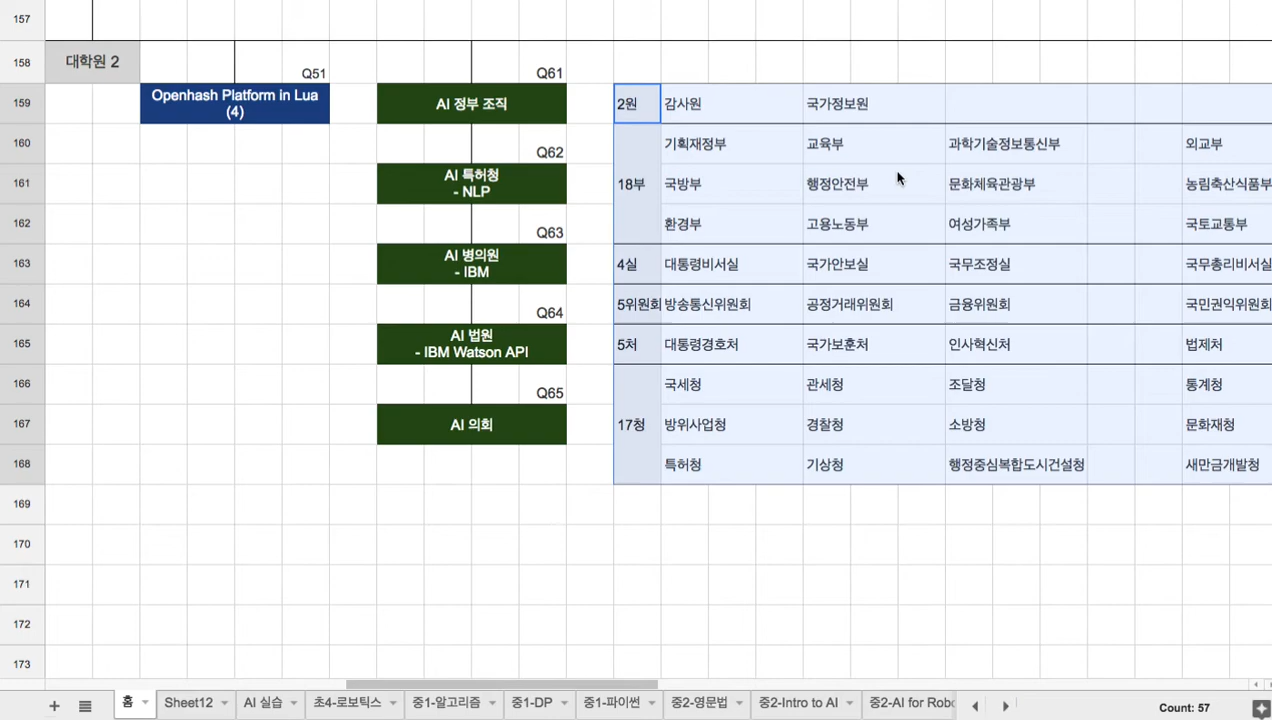 157
158 대학원 2
Q51 Q61
159 Openhash Platform in Lua AI 정부 조직 2원 감사원 국가정보원
(4)
160 Q62 기획재정부 교육부 과학기술정보통신부 외교부
161 AI 특허청 18부 국방부 행정안전부 문화체육관광부 농림축산식품부
- NLP
162 Q63 환경부 고용노동부 여성가족부 국토교통부
163 AI 병의원 4실 대통령비서실 국가안보실 국무조정실 국무총리비서실
- IBM
164 Q64 5위원회 방송통신위원회 공정거래위원회 금융위원회 국민권익위원회
165 AI 법원 5처 대통령경호처 국가보훈처 인사혁신처 법제처
- IBM Watson API
166 Q65 국세청 관세청 조달청 통계청
167 AI 의회 17청 방위사업청 경찰청 소방청 문화재청
168 특허청 기상청 행정중심복합도시건설청 새만금개발청
169
170
171
172
173
홈 Sheet12 AI 실습 초4-로보틱스 중1-알고리즘 중1-DP 중1-파이썬 중2-영문법 중2-Intro to AI 중2-AI for Robo Count: 57